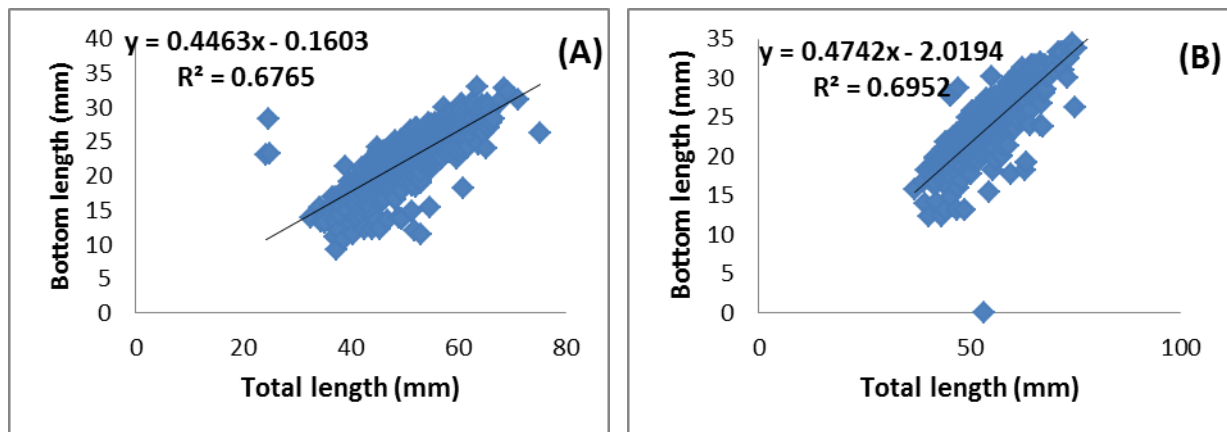 y = 0.4463x - 0.1603
R² = 0.6765
(A)
Bottom length (mm)
40
35
30
25
20
15
10
5
0
0 20 40 60 80
Total length (mm)
y = 0.4742x - 2.0194
R² = 0.6952
(B)
Bottom length (mm)
35
30
25
20
15
10
5
0
0 50 100
Total length (mm)